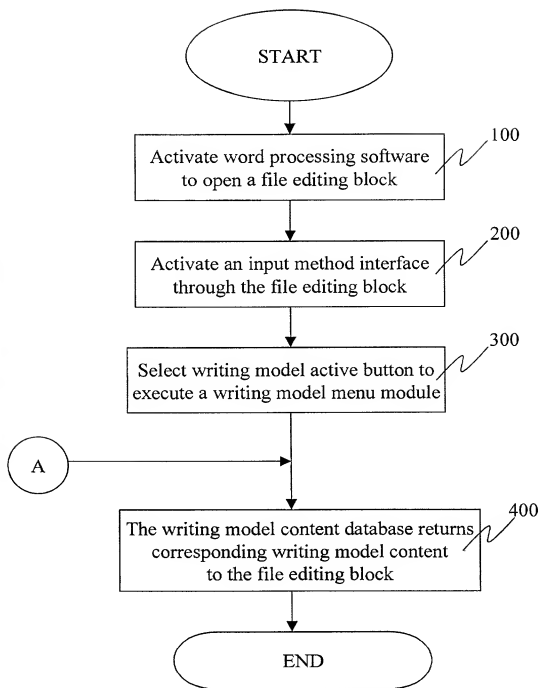 START
100
Activate word processing software
to open a file editing block
200
Activate an input method interface
through the file editing block
300
Select writing model active button to
execute a writing model menu module
A
400
The writing model content database returns
corresponding writing model content
to the file editing block
END